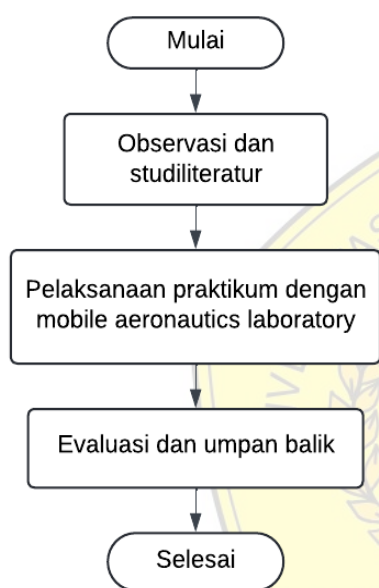 Mulai
Observasi dan
studiliteratur
Pelaksanaan praktikum dengan
mobile aeronautics laboratory
Evaluasi dan umpan balik
Selesai